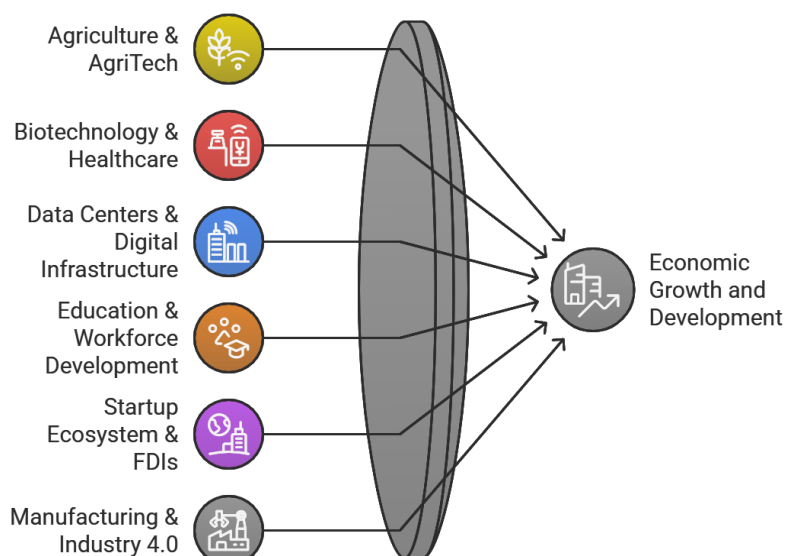 Agriculture &
AgriTech
Biotechnology &
Healthcare
Data Centers &
Digital
Infrastructure
Education &
Workforce
Development
Startup
Ecosystem &
FDIs
Manufacturing &
Industry 4.0
Economic
Growth and
Development